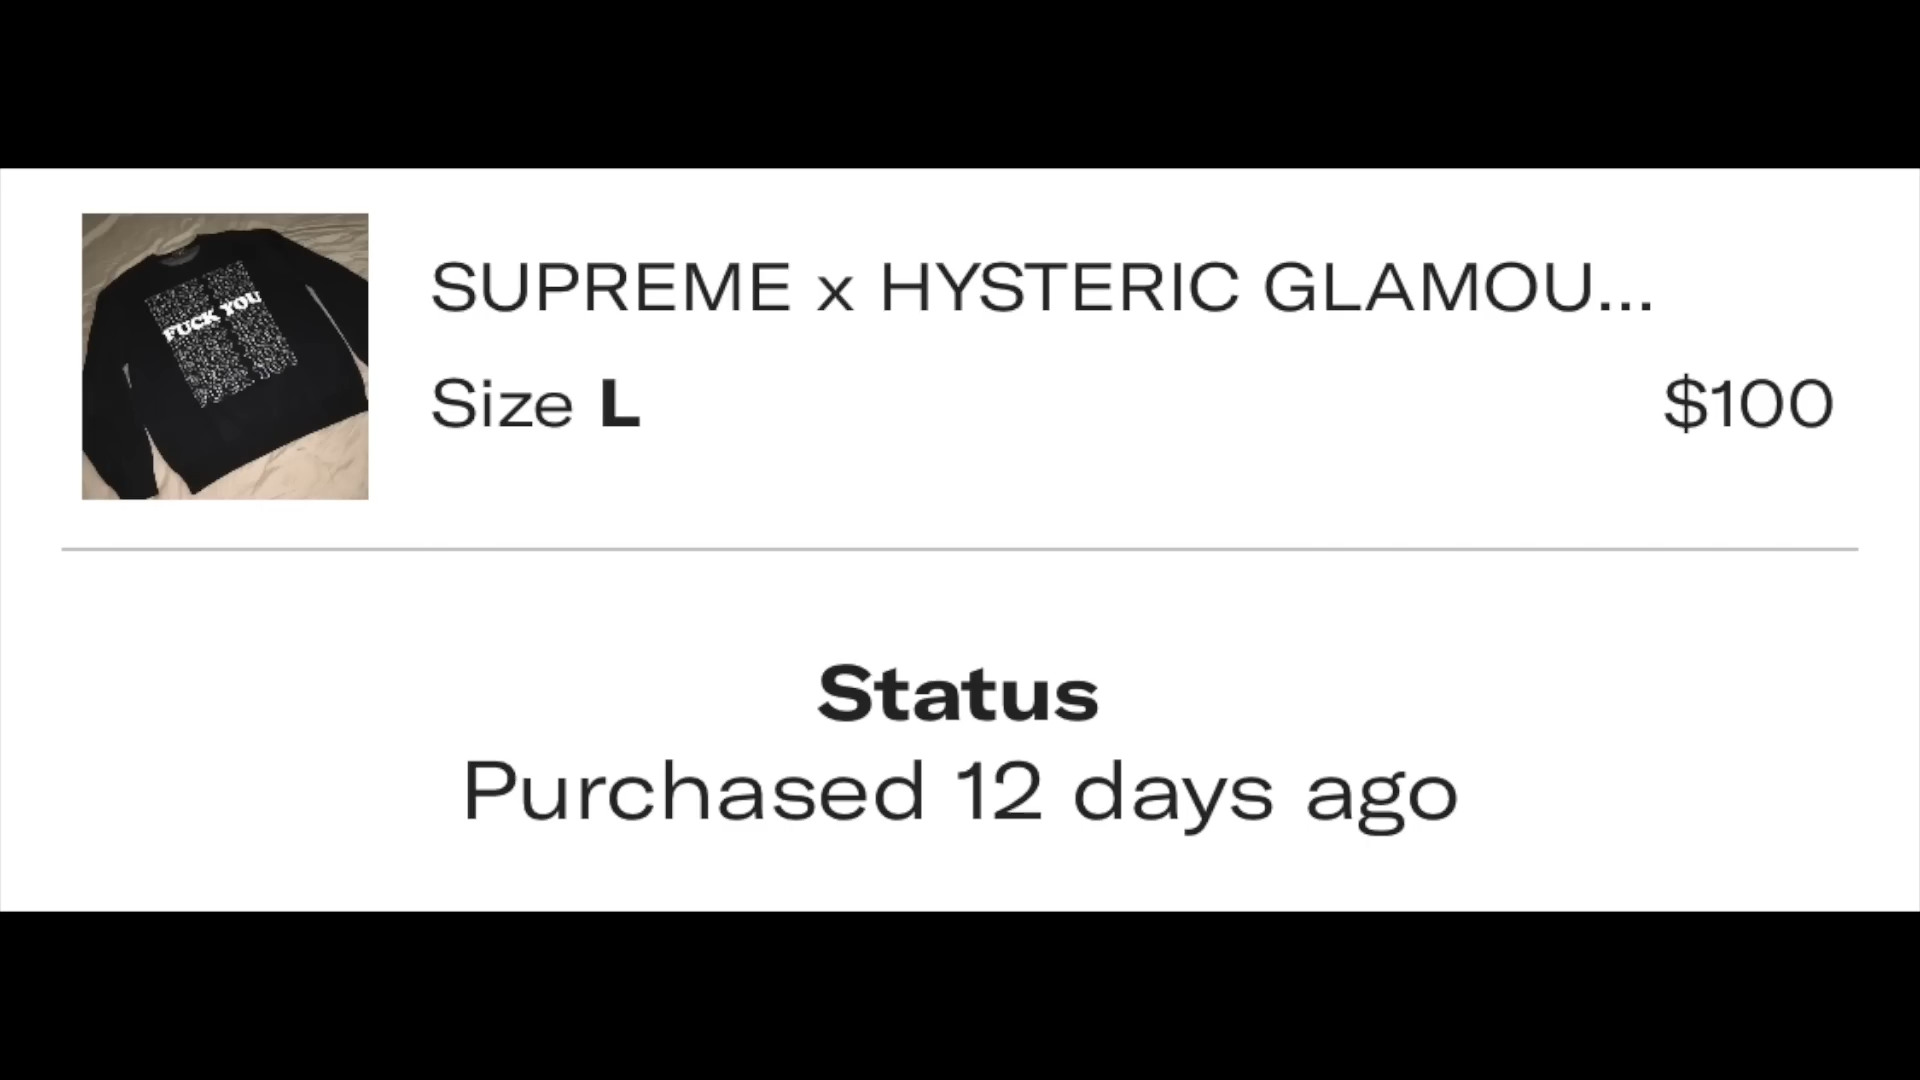 FUCK YOU
SUPREME x HYSTERIC GLAMOU...
Size L
$100
Status
Purchased 12 days ago